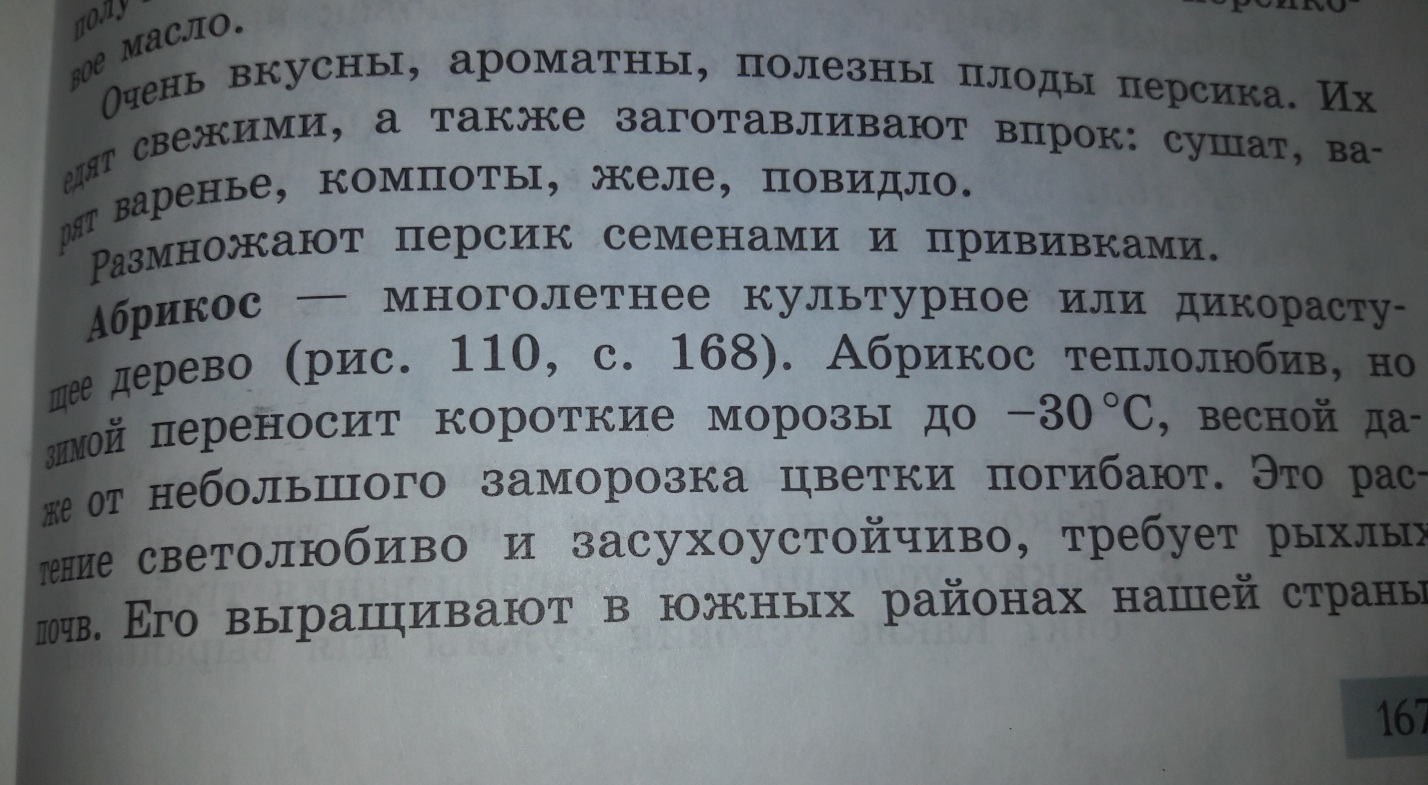 вое масло.
Очень вкусны, ароматны, полезны плоды персика. Их
едят свежими, а также заготавливают впрок: сушат, ва-
рят варенье, компоты, желе, повидло.
Размножают персик семенами и прививками.
Абрикос — многолетнее культурное или дикорасту-
щее дерево (рис. 110, с. 168). Абрикос теплолюбив, но
зимой переносит короткие морозы до −30 °C, весной да-
же от небольшого заморозка цветки погибают. Это рас-
тение светолюбиво и засухоустойчиво, требует рыхлых
почв. Его выращивают в южных районах нашей страны
167